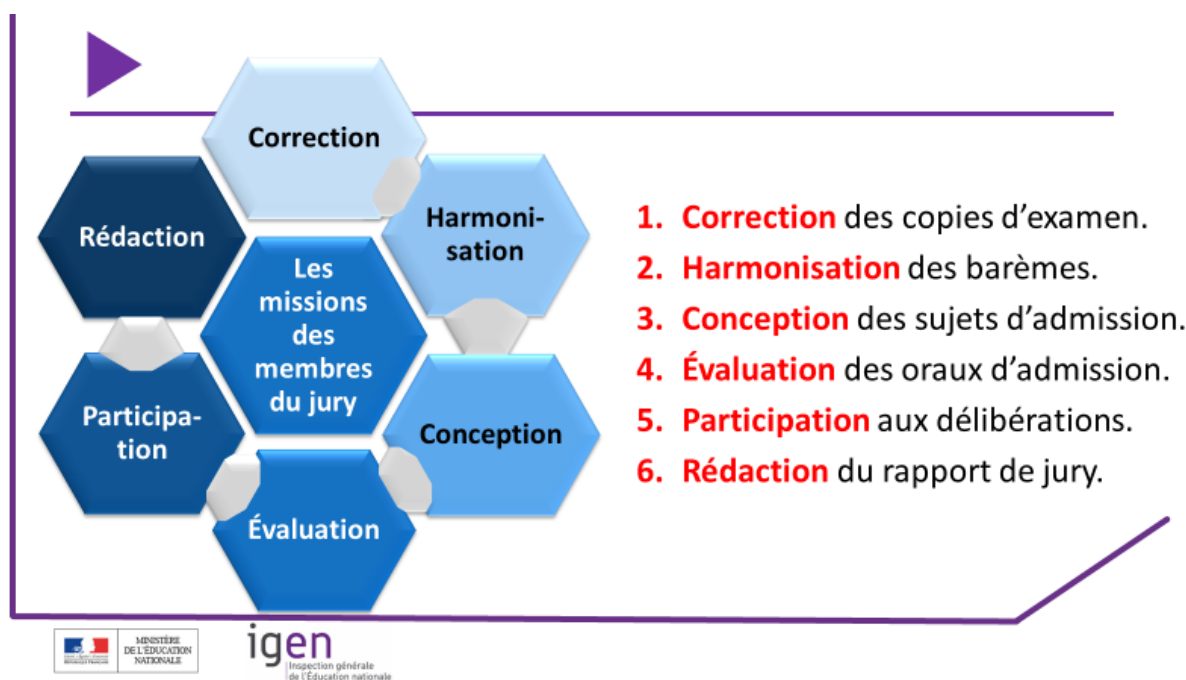 Correction
Harmoni-
sation
Rédaction
Les
missions
des
membres
du jury
Participa-
tion
Conception
Évaluation
1. Correction des copies d’examen.
2. Harmonisation des barèmes.
3. Conception des sujets d’admission.
4. Évaluation des oraux d’admission.
5. Participation aux délibérations.
6. Rédaction du rapport de jury.
MINISTÈRE
DE L'ÉDUCATION
NATIONALE
igen
Inspection générale
de l'Éducation nationale